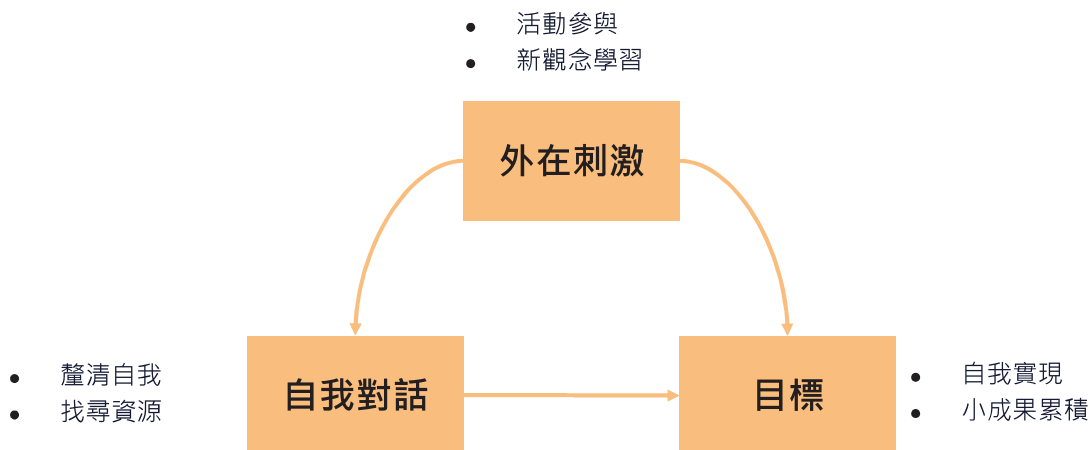 活動參與
新觀念學習
外在刺激
釐清自我
找尋資源
自我對話
目標
自我實現
小成果累積